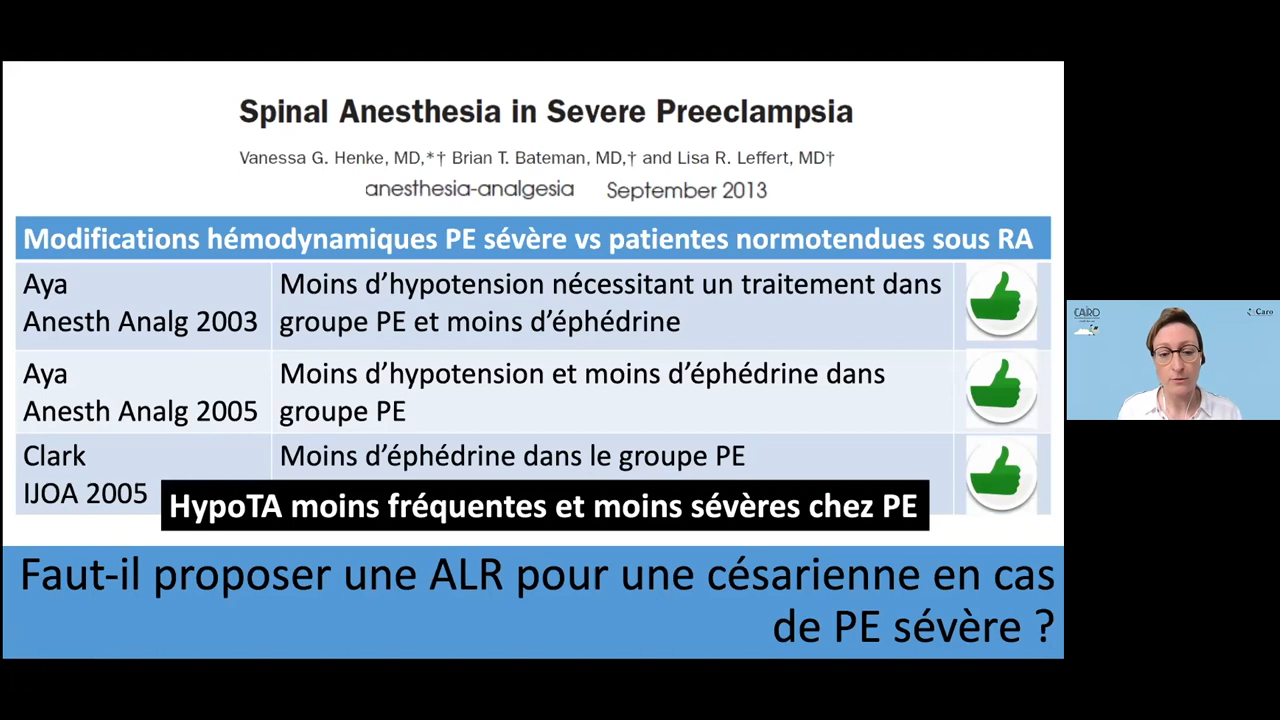 Spinal Anesthesia in Severe Preeclampsia
Vanessa G. Henke, MD,*† Brian T. Bateman, MD,† and Lisa R. Leffert, MD†
anesthesia-analgesia September 2013
Modifications hémodynamiques PE sévère vs patientes normotendues sous RA
Aya
Anesth Analg 2003
Moins d’hypotension nécessitant un traitement dans
groupe PE et moins d’éphédrine
Aya
Anesth Analg 2005
Moins d’hypotension et moins d’éphédrine dans
groupe PE
Clark
IJOA 2005
Moins d’éphédrine dans le groupe PE
HypoTA moins fréquentes et moins sévères chez PE
Faut-il proposer une ALR pour une césarienne en cas
de PE sévère ?
CARO
Caro